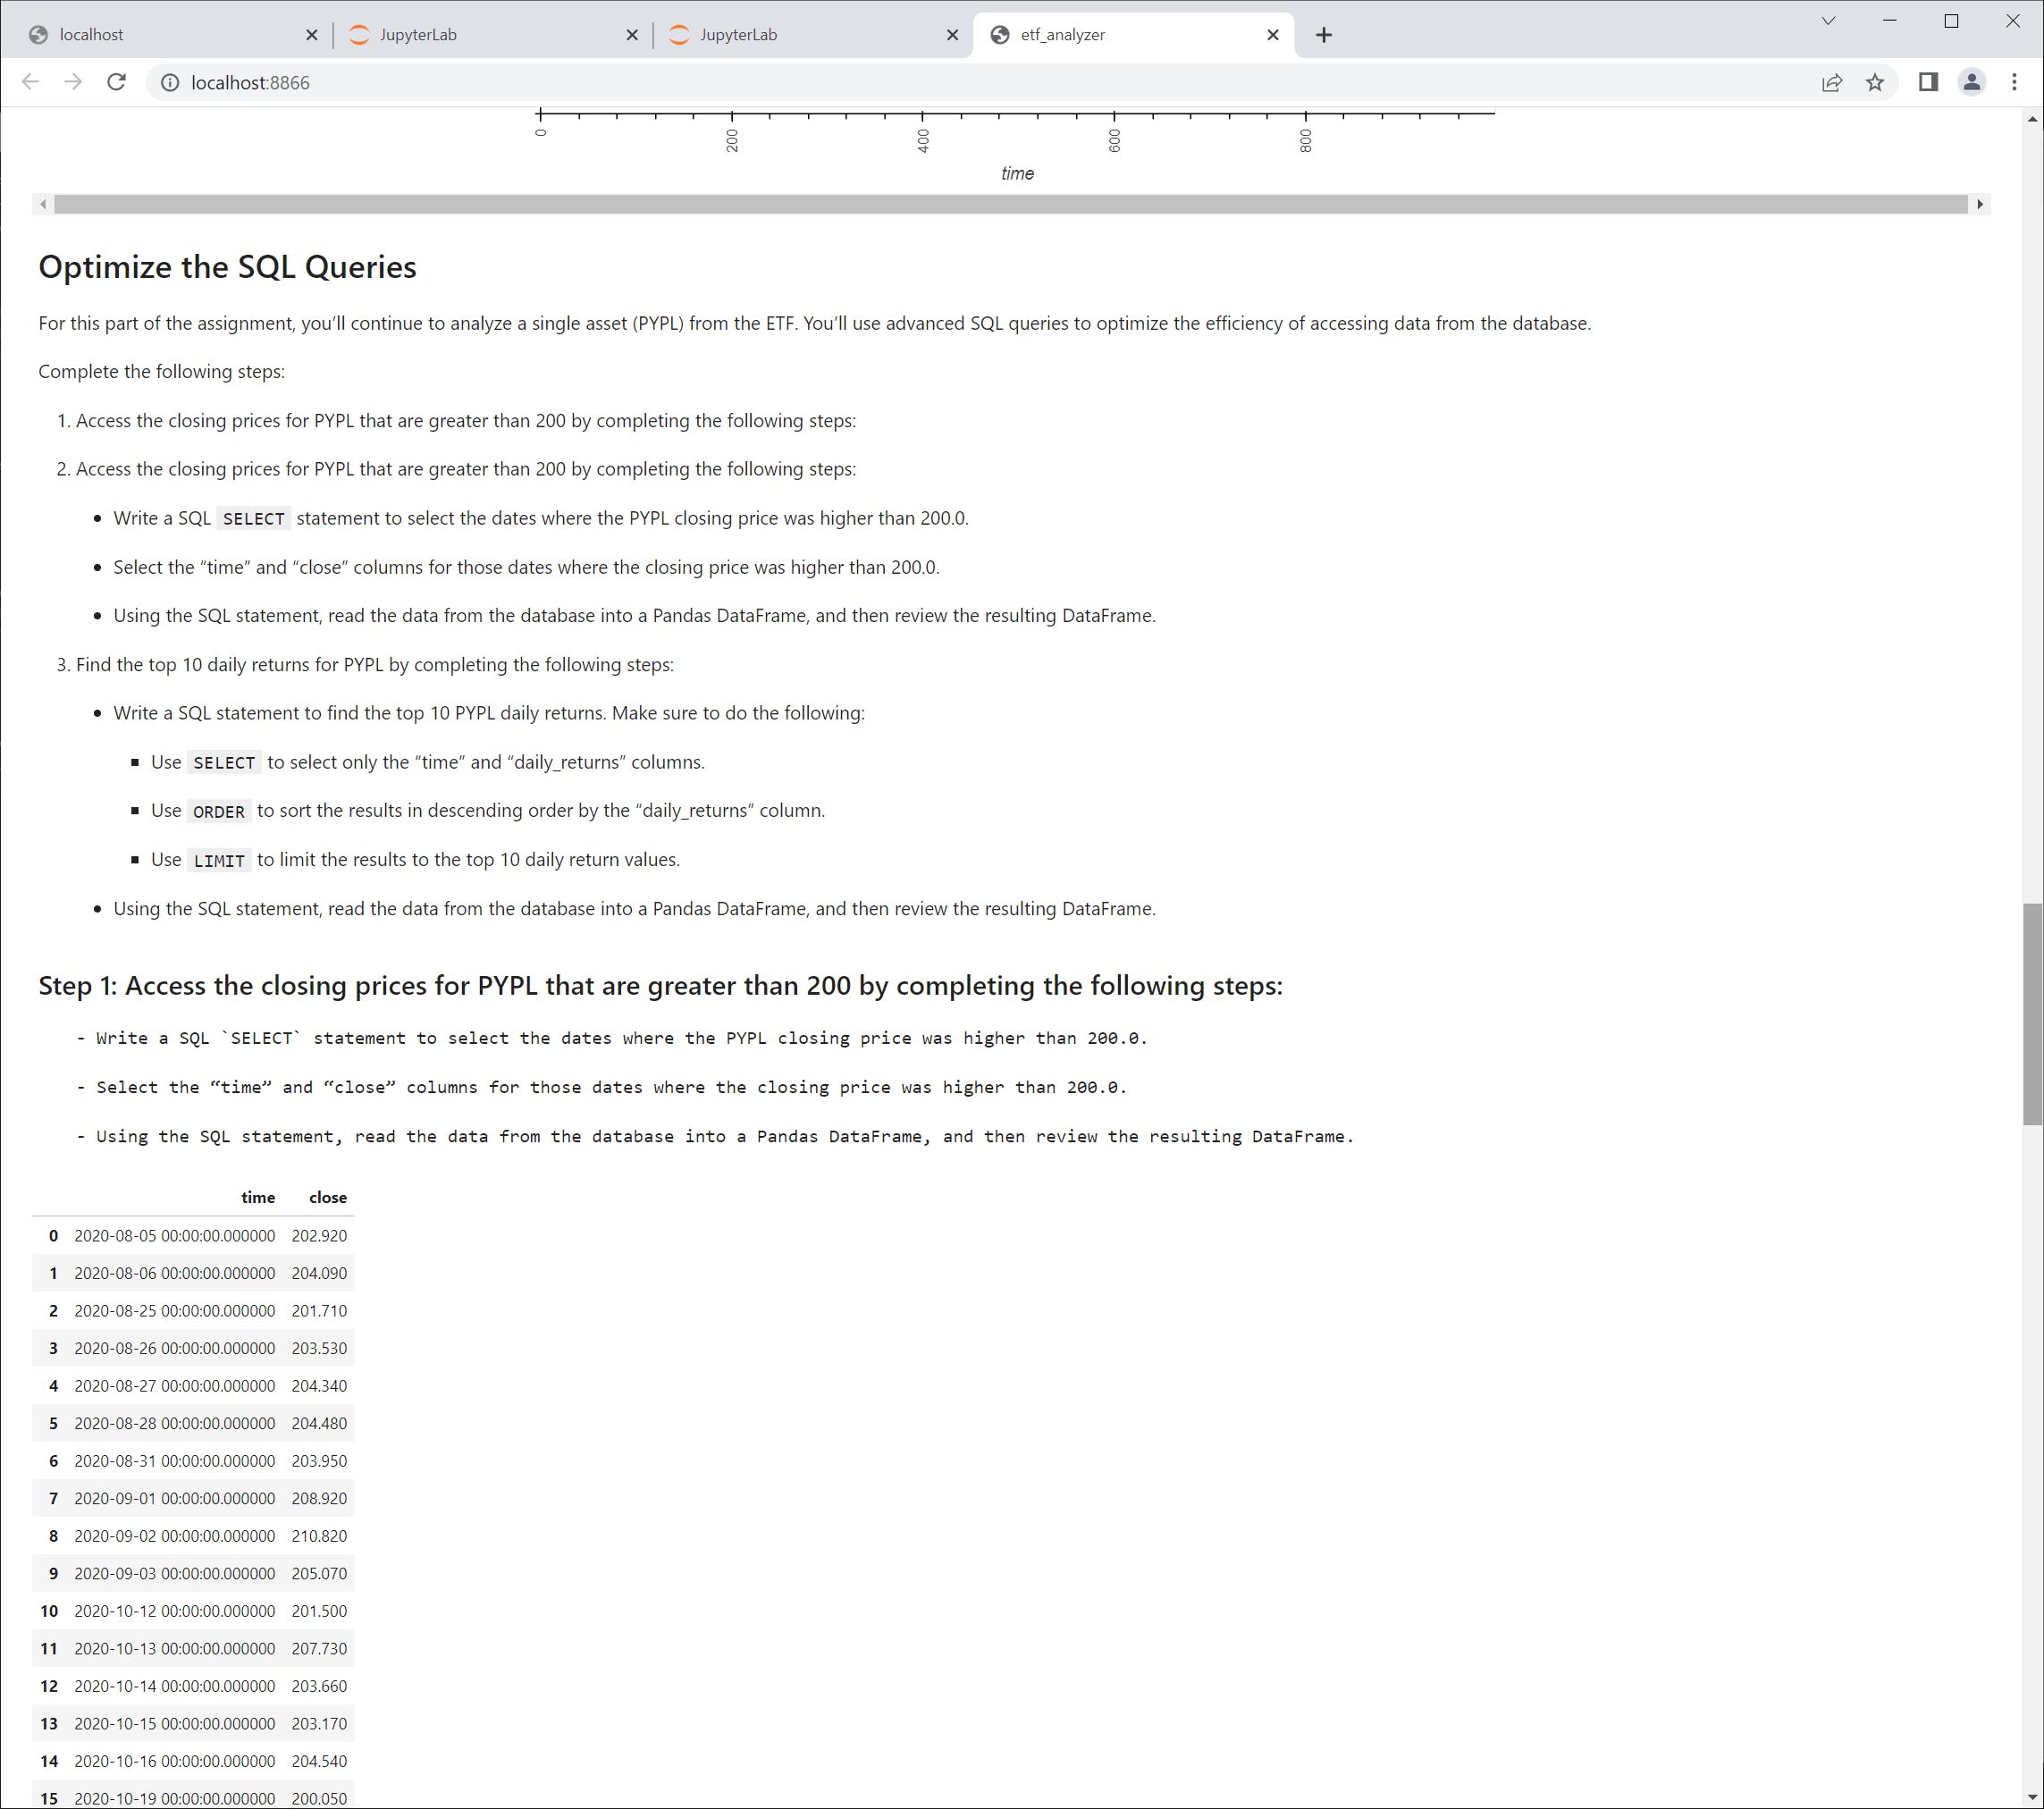 localhost
JupyterLab
JupyterLab
etf_analyzer
localhost:8866
0 200 400 600 800
time
Optimize the SQL Queries
For this part of the assignment, you’ll continue to analyze a single asset (PYPL) from the ETF. You’ll use advanced SQL queries to optimize the efficiency of accessing data from the database.
Complete the following steps:
1. Access the closing prices for PYPL that are greater than 200 by completing the following steps:
2. Access the closing prices for PYPL that are greater than 200 by completing the following steps:
• Write a SQL SELECT statement to select the dates where the PYPL closing price was higher than 200.0.
• Select the “time” and “close” columns for those dates where the closing price was higher than 200.0.
• Using the SQL statement, read the data from the database into a Pandas DataFrame, and then review the resulting DataFrame.
3. Find the top 10 daily returns for PYPL by completing the following steps:
• Write a SQL statement to find the top 10 PYPL daily returns. Make sure to do the following:
▪ Use SELECT to select only the “time” and “daily_returns” columns.
▪ Use ORDER to sort the results in descending order by the “daily_returns” column.
▪ Use LIMIT to limit the results to the top 10 daily return values.
• Using the SQL statement, read the data from the database into a Pandas DataFrame, and then review the resulting DataFrame.
Step 1: Access the closing prices for PYPL that are greater than 200 by completing the following steps:
- Write a SQL `SELECT` statement to select the dates where the PYPL closing price was higher than 200.0.
- Select the “time” and “close” columns for those dates where the closing price was higher than 200.0.
- Using the SQL statement, read the data from the database into a Pandas DataFrame, and then review the resulting DataFrame.
time close
0 2020-08-05 00:00:00.000000 202.920
1 2020-08-06 00:00:00.000000 204.090
2 2020-08-25 00:00:00.000000 201.710
3 2020-08-26 00:00:00.000000 203.530
4 2020-08-27 00:00:00.000000 204.340
5 2020-08-28 00:00:00.000000 204.480
6 2020-08-31 00:00:00.000000 203.950
7 2020-09-01 00:00:00.000000 208.920
8 2020-09-02 00:00:00.000000 210.820
9 2020-09-03 00:00:00.000000 205.070
10 2020-10-12 00:00:00.000000 201.500
11 2020-10-13 00:00:00.000000 207.730
12 2020-10-14 00:00:00.000000 203.660
13 2020-10-15 00:00:00.000000 203.170
14 2020-10-16 00:00:00.000000 204.540
15 2020-10-19 00:00:00.000000 200.050